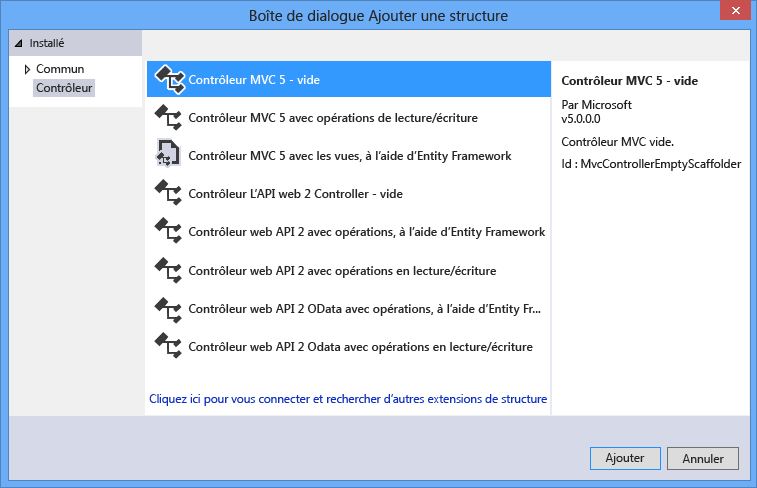 Boîte de dialogue Ajouter une structure
Installé
Commun
Contrôleur
Contrôleur MVC 5 - vide
Contrôleur MVC 5 avec opérations de lecture/écriture
Contrôleur MVC 5 avec les vues, à l'aide d'Entity Framework
Contrôleur L'API web 2 Controller - vide
Contrôleur web API 2 avec opérations, à l'aide d'Entity Framework
Contrôleur web API 2 avec opérations en lecture/écriture
Contrôleur web API 2 OData avec opérations, à l'aide d'Entity Fr...
Contrôleur web API 2 Odata avec opérations en lecture/écriture
Cliquez ici pour vous connecter et rechercher d'autres extensions de structure
Contrôleur MVC 5 - vide
Par Microsoft
v5.0.0.0
Contrôleur MVC vide.
Id : MvcControllerEmptyScaffolder
Ajouter
Annuler